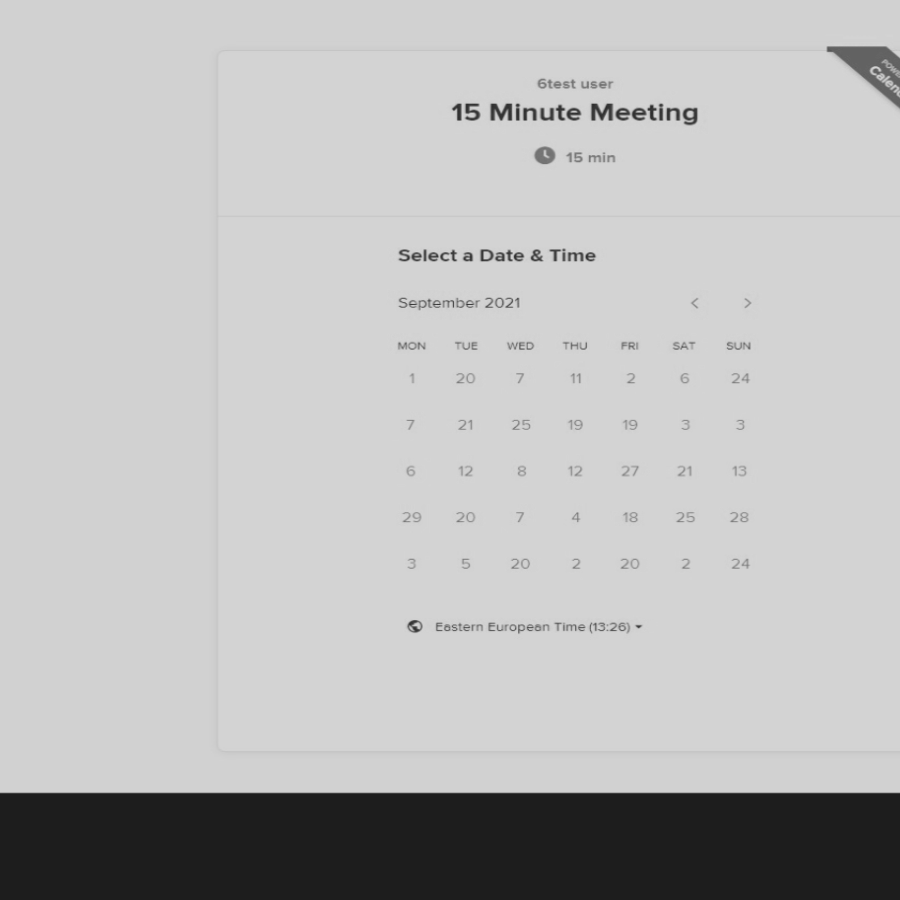 6test user
15 Minute Meeting
15 min
Select a Date & Time
September 2021
MON TUE WED THU FRI SAT SUN
1 20 7 11 2 6 24
7 21 25 19 19 3 3
6 12 8 12 27 21 13
29 20 7 4 18 25 28
3 5 20 2 20 2 24
Eastern European Time (13:26)